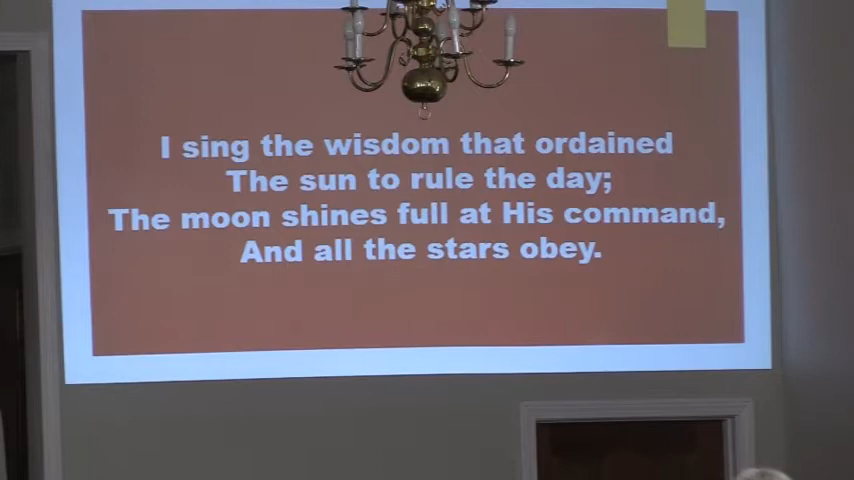 I sing the wisdom that ordained
The sun to rule the day;
The moon shines full at His command,
And all the stars obey.